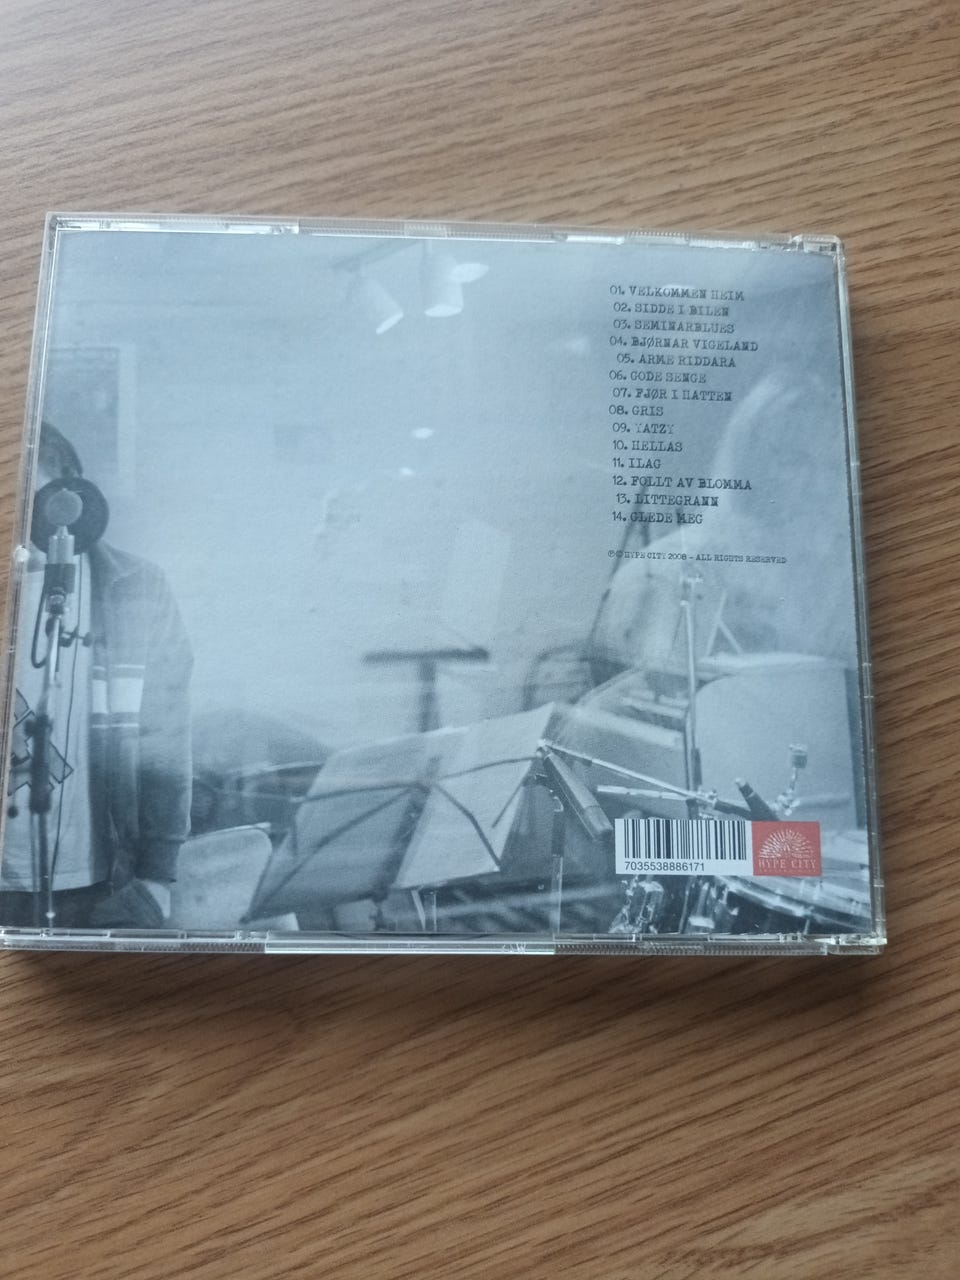 01. VELKOMMEN HEIM
02. SIDDE I BILEN
03. SEMINARBLUES
04. BJØRNAR VIGELAND
05. ARME RIDDARA
06. GODE SENGE
07. FJØR I HATTEN
08. GRIS
09. YATZY
10. HELLAS
11. ILAG
12. FOLLT AV BLOMMA
13. LITTEGRANN
14. GLEDE MEG
℗ © HYPE CITY 2008 - ALL RIGHTS RESERVED
7035538886171
HYPE CITY